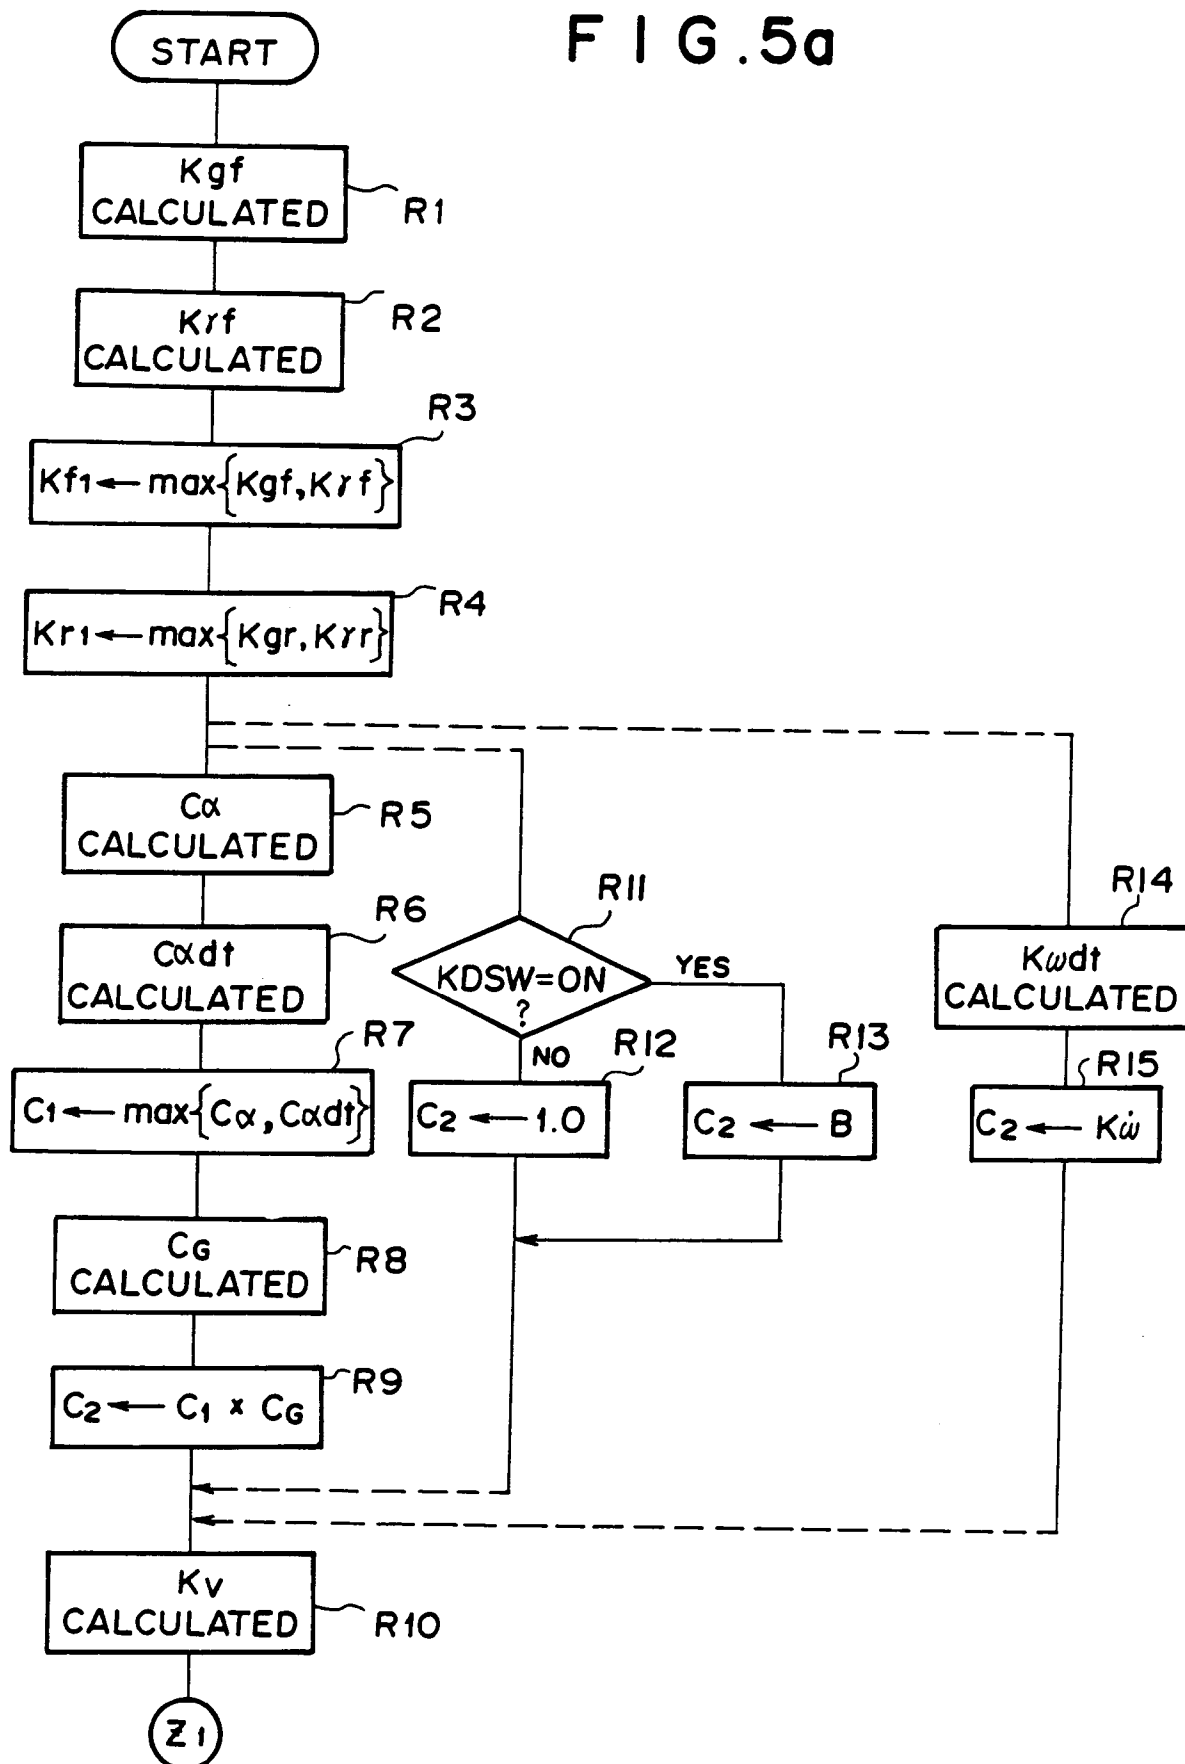 FIG.5a
START
Kgf
CALCULATED
R1
Kγf
CALCULATED
R2
R3
Kf1 ← max{Kgf, Kγf}
R4
Kr1 ← max{Kgr, Kγr}
Cα
CALCULATED
R5
R6
Cαdt
CALCULATED
R7
C1 ← max{Cα, Cαdt}
CG
CALCULATED
R8
R9
C2 ← C1 × CG
R11
KDSW=ON
?
YES
NO
R12
C2 ← 1.0
R13
C2 ← B
R14
Kωdt
CALCULATED
R15
C2 ← Kω̇
Kv
CALCULATED
R10
Z1